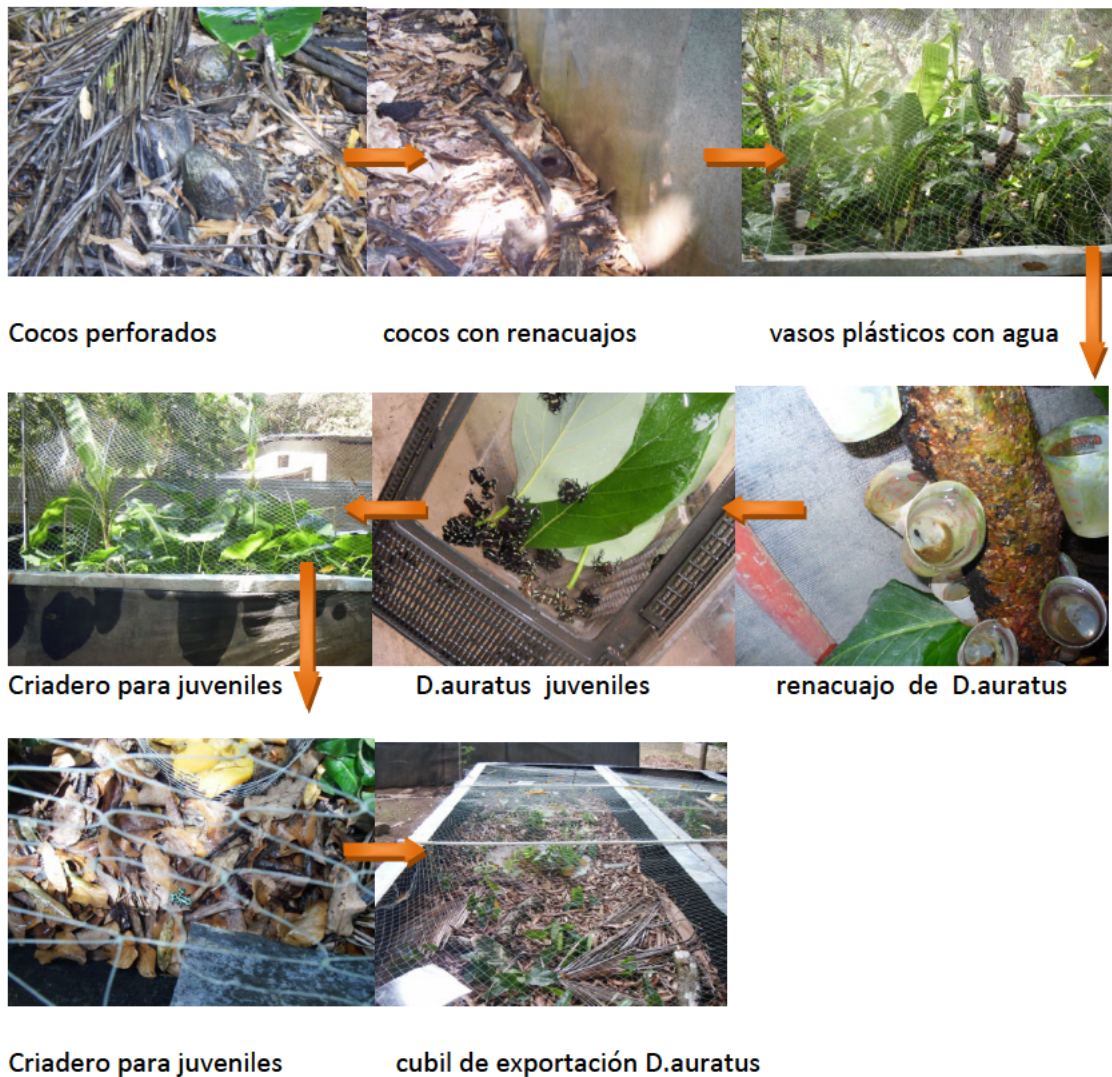 Cocos perforados
cocos con renacuajos
vasos plásticos con agua
Criadero para juveniles
D.auratus juveniles
renacuajo de D.auratus
Criadero para juveniles
cubil de exportación D.auratus